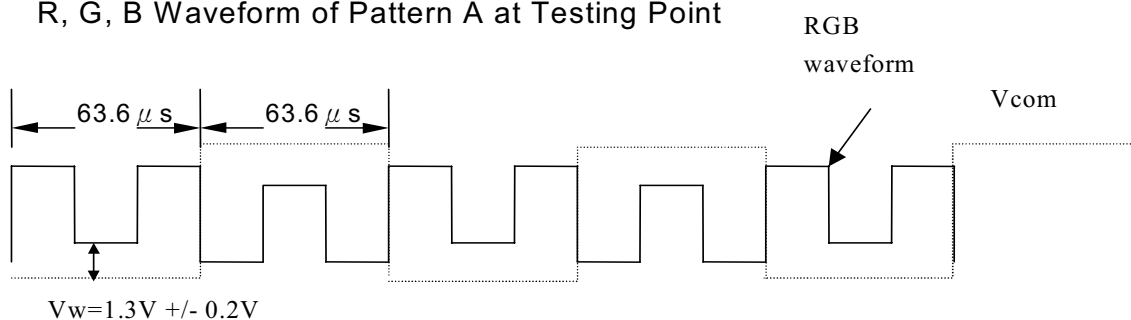 R, G, B Waveform of Pattern A at Testing Point
RGB
waveform
Vcom
63.6 μ s
63.6 μ s
Vw=1.3V +/- 0.2V